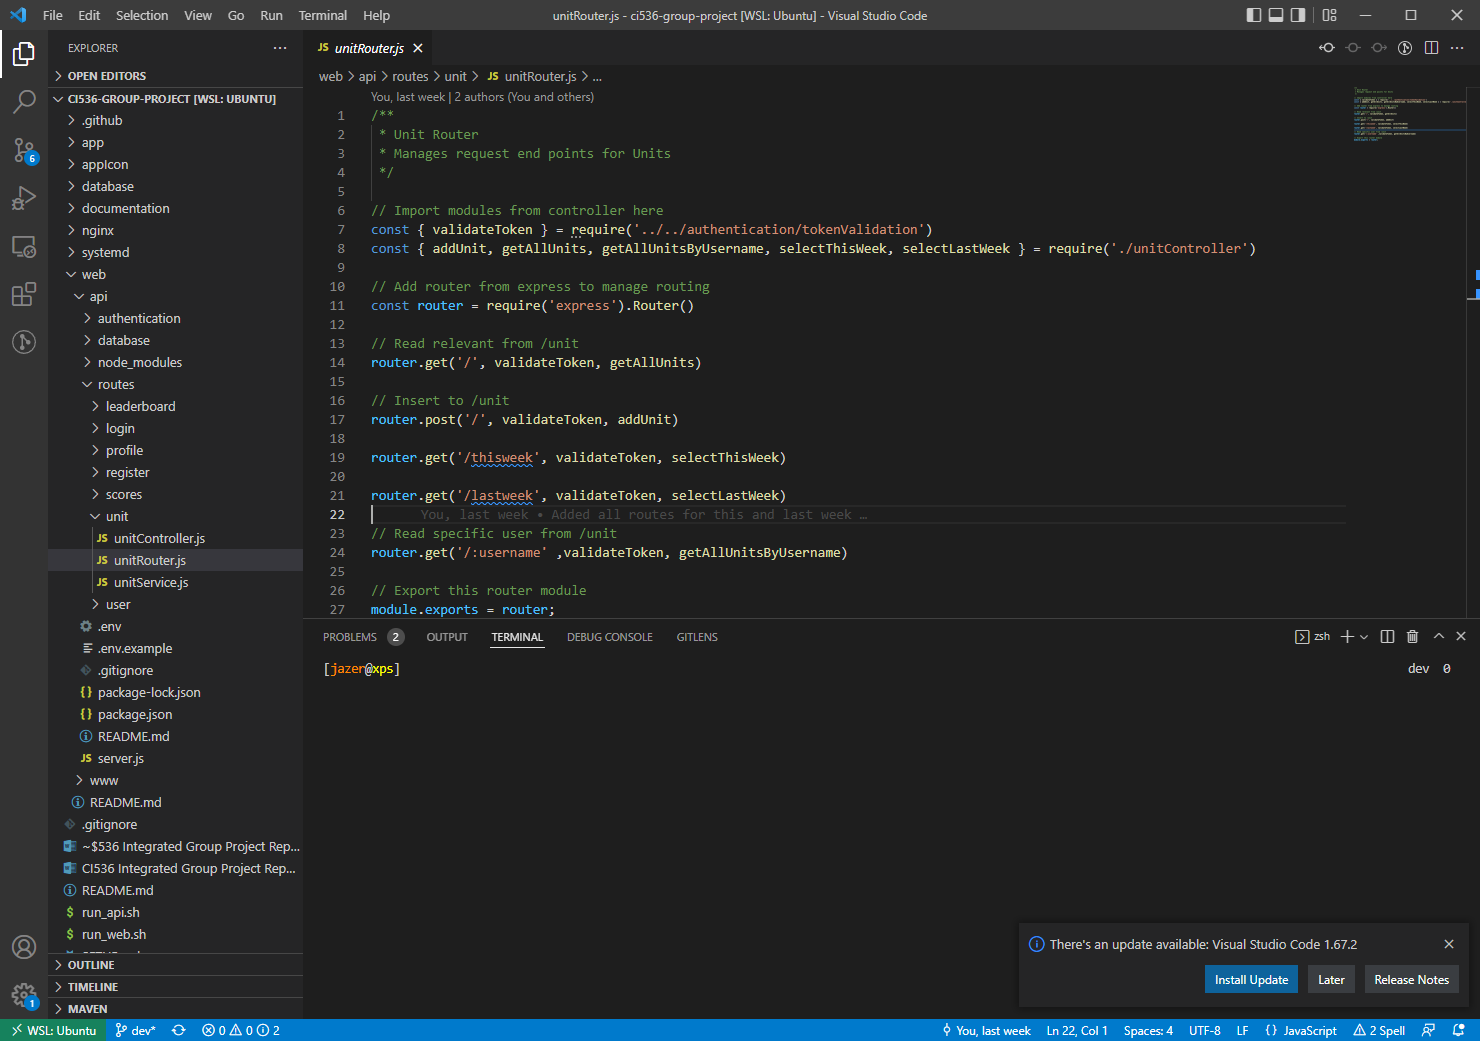 File Edit Selection View Go Run Terminal Help
unitRouter.js - ci536-group-project [WSL: Ubuntu] - Visual Studio Code
EXPLORER
OPEN EDITORS
CI536-GROUP-PROJECT [WSL: UBUNTU]
.github
app
appIcon
database
documentation
nginx
systemd
web
api
authentication
database
node_modules
routes
leaderboard
login
profile
register
scores
unit
JS unitController.js
JS unitRouter.js
JS unitService.js
user
.env
.env.example
.gitignore
{} package-lock.json
{} package.json
README.md
JS server.js
www
README.md
.gitignore
~$536 Integrated Group Project Rep...
CI536 Integrated Group Project Rep...
README.md
$ run_api.sh
$ run_web.sh
OUTLINE
TIMELINE
MAVEN
6
1
JS unitRouter.js
web > api > routes > unit > JS unitRouter.js > ...
You, last week | 2 authors (You and others)
1 /**
2 * Unit Router
3 * Manages request end points for Units
4 */
5
6 // Import modules from controller here
7 const { validateToken } = require('../../authentication/tokenValidation')
8 const { addUnit, getAllUnits, getAllUnitsByUsername, selectThisWeek, selectLastWeek } = require('./unitController')
9
10 // Add router from express to manage routing
11 const router = require('express').Router()
12
13 // Read relevant from /unit
14 router.get('/', validateToken, getAllUnits)
15
16 // Insert to /unit
17 router.post('/', validateToken, addUnit)
18
19 router.get('/thisweek', validateToken, selectThisWeek)
20
21 router.get('/lastweek', validateToken, selectLastWeek)
22 You, last week • Added all routes for this and last week …
23 // Read specific user from /unit
24 router.get('/:username' ,validateToken, getAllUnitsByUsername)
25
26 // Export this router module
27 module.exports = router;
PROBLEMS 2 OUTPUT TERMINAL DEBUG CONSOLE GITLENS
zsh
[jazer@xps]
dev 0
There's an update available: Visual Studio Code 1.67.2
Install Update Later Release Notes
WSL: Ubuntu dev* 0 0 2
You, last week Ln 22, Col 1 Spaces: 4 UTF-8 LF {} JavaScript 2 Spell